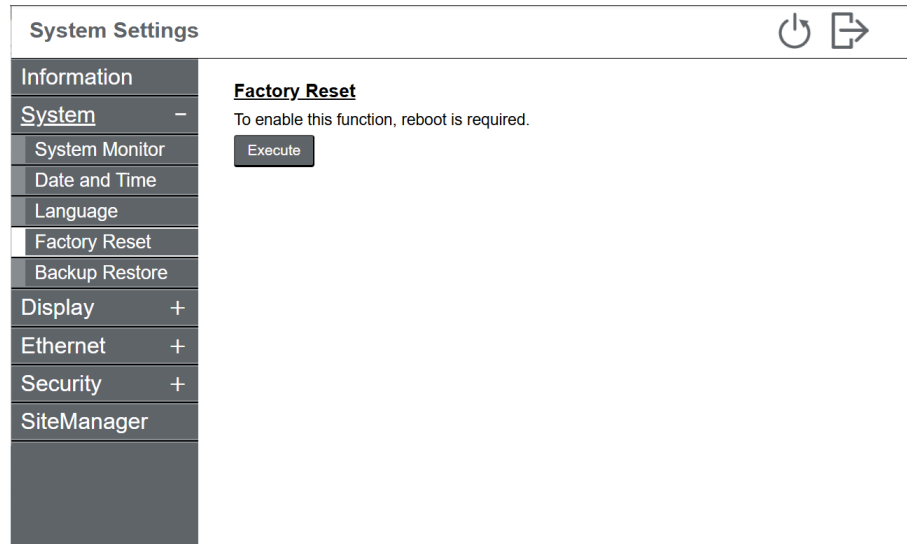 System Settings
Information
System −
System Monitor
Date and Time
Language
Factory Reset
Backup Restore
Display +
Ethernet +
Security +
SiteManager
Factory Reset
To enable this function, reboot is required.
Execute